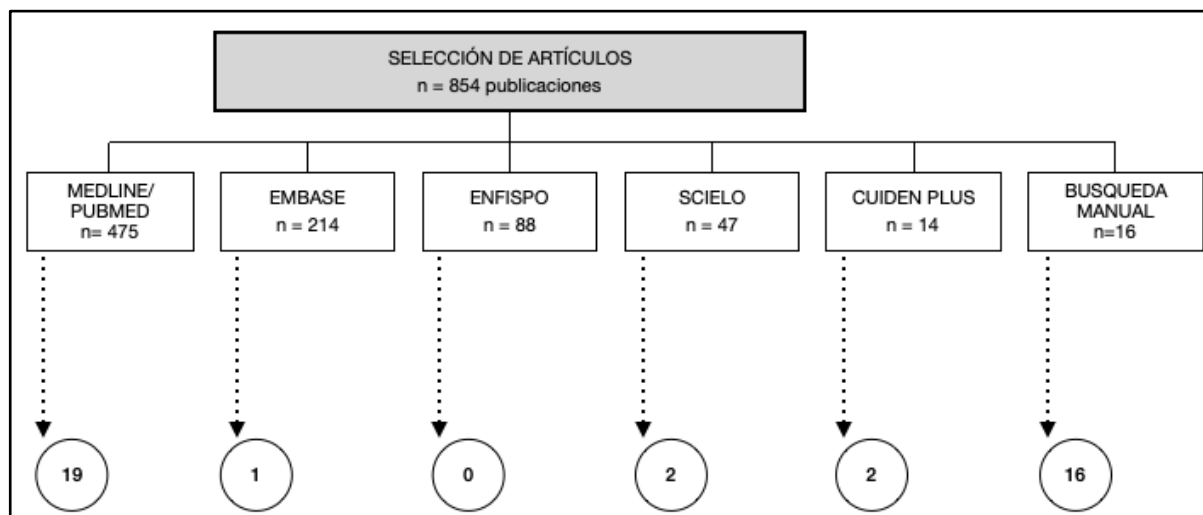 SELECCIÓN DE ARTÍCULOS
n = 854 publicaciones
MEDLINE/
PUBMED
n= 475
EMBASE
n = 214
ENFISPO
n = 88
SCIELO
n = 47
CUIDEN PLUS
n = 14
BUSQUEDA
MANUAL
n=16
19
1
0
2
2
16